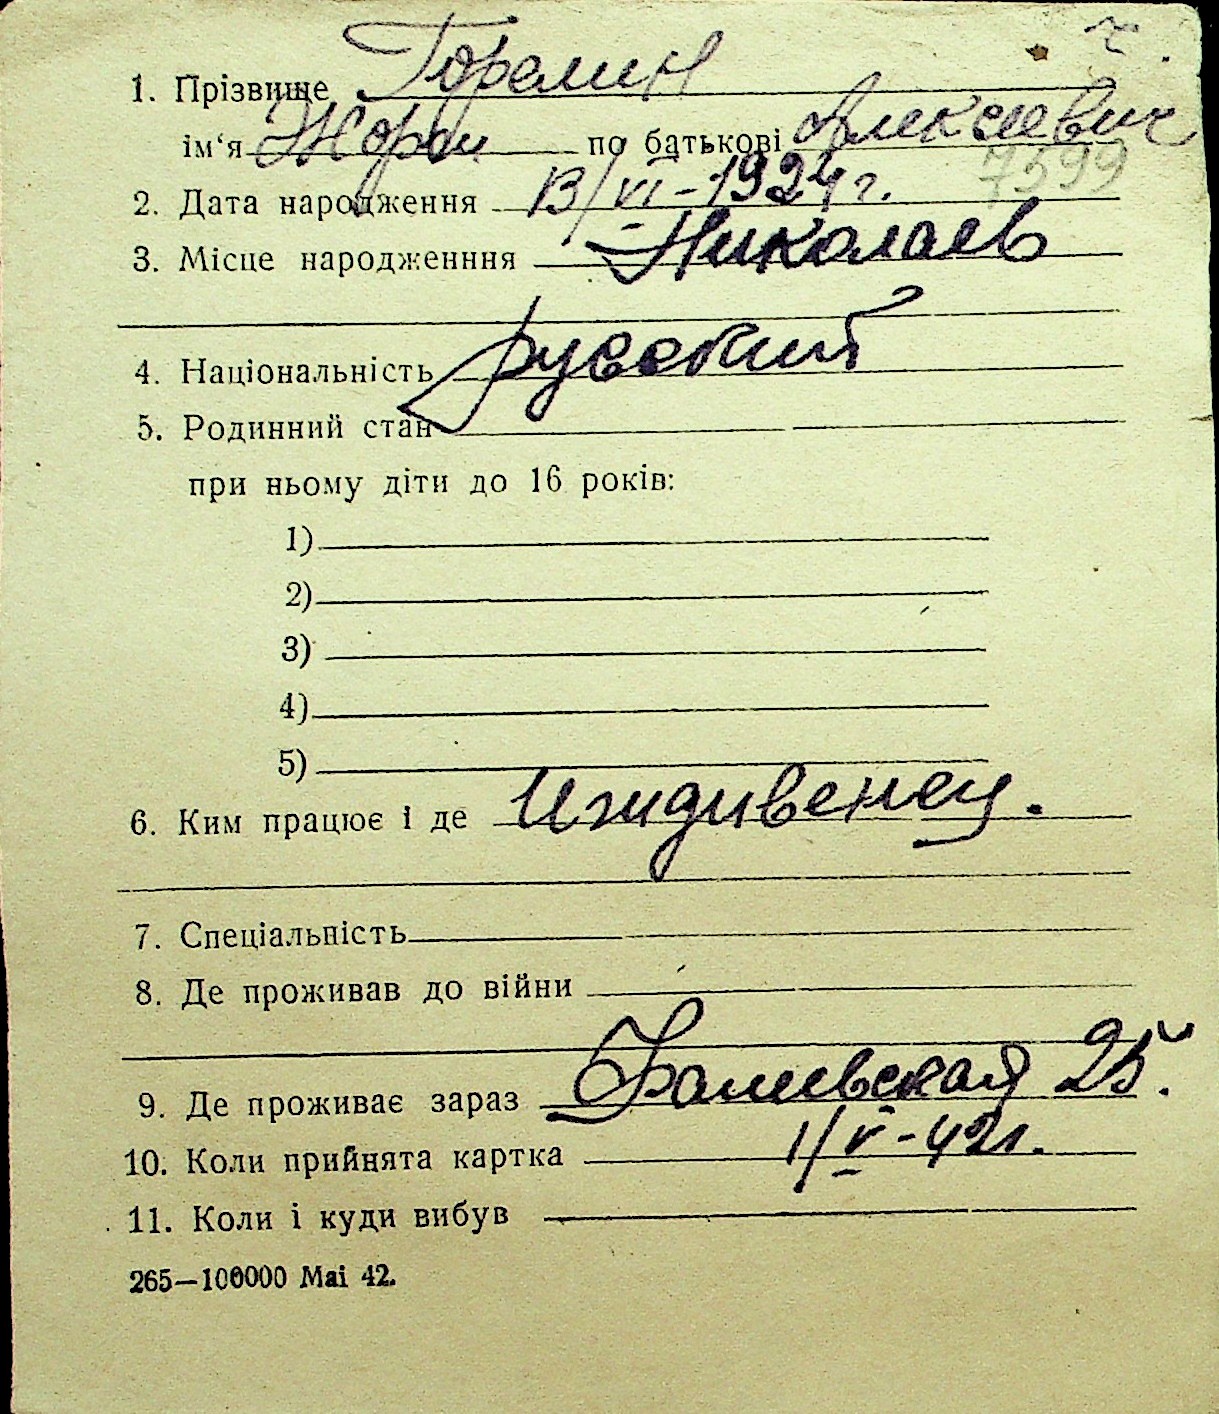 ч.
1. Прізвище Горелин
ім‘я Жорж по батькові Алексеевич
7599
2. Дата народження 13/VI-1924 г.
3. Місце народженння Николаев
4. Національність русский
5. Родинний стан
при ньому діти до 16 років:
1)
2)
3)
4)
5)
6. Ким працює і де Иждивенец.
7. Спеціальність
8. Де проживав до війни
9. Де проживає зараз Фалеевская 25.
10. Коли прийнята картка 1/V-42г.
11. Коли і куди вибув
265—100000 Mai 42.